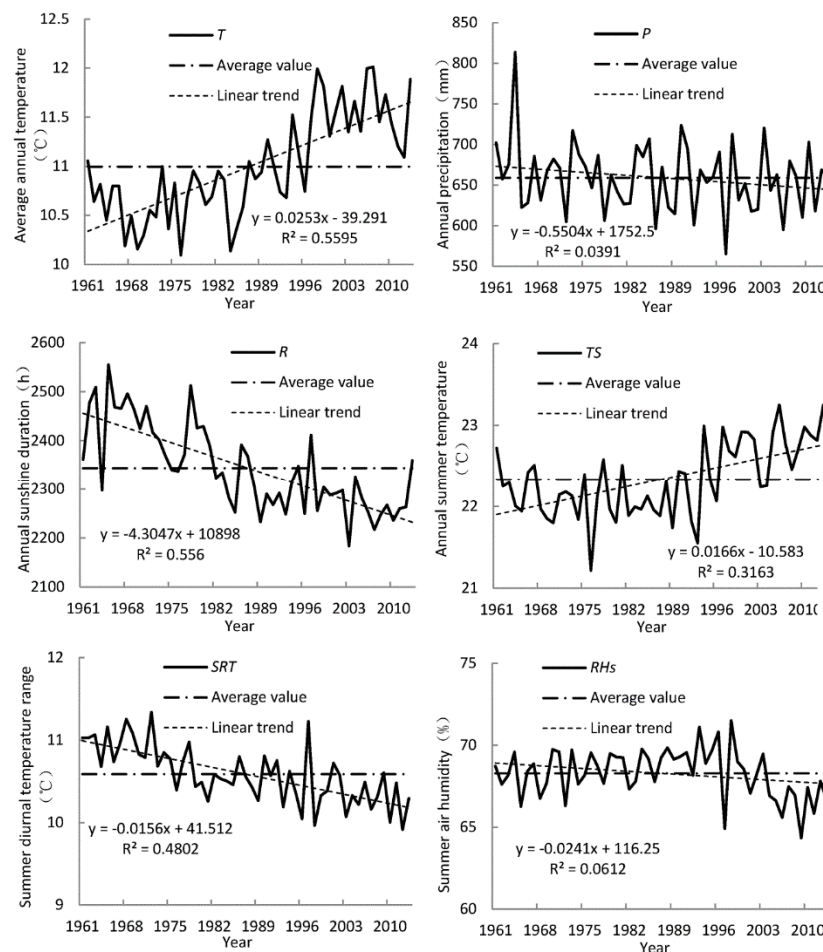 12.5
12
11.5
11
10.5
10
Average annual temperature
（℃）
T
Average value
Linear trend
y = 0.0253x - 39.291
R² = 0.5595
1961 1968 1975 1982 1989 1996 2003 2010
Year
850
800
750
700
650
600
550
Annual precipitation（mm）
P
Average value
Linear trend
y = -0.5504x + 1752.5
R² = 0.0391
1961 1968 1975 1982 1989 1996 2003 2010
Year
2600
2500
2400
2300
2200
2100
Annual sunshine duration（h）
R
Average value
Linear trend
y = -4.3047x + 10898
R² = 0.556
1961 1968 1975 1982 1989 1996 2003 2010
Year
24
23
22
21
Annual summer temperature
（℃）
TS
Average value
Linear trend
y = 0.0166x - 10.583
R² = 0.3163
1961 1968 1975 1982 1989 1996 2003 2010
Year
12
11
10
9
Summer diurnal temperature range
（℃）
SRT
Average value
Linear trend
y = -0.0156x + 41.512
R² = 0.4802
1961 1968 1975 1982 1989 1996 2003 2010
Year
75
70
65
60
Summer air humidity（%）
RHs
Average value
Linear trend
y = -0.0241x + 116.25
R² = 0.0612
1961 1968 1975 1982 1989 1996 2003 2010
Year